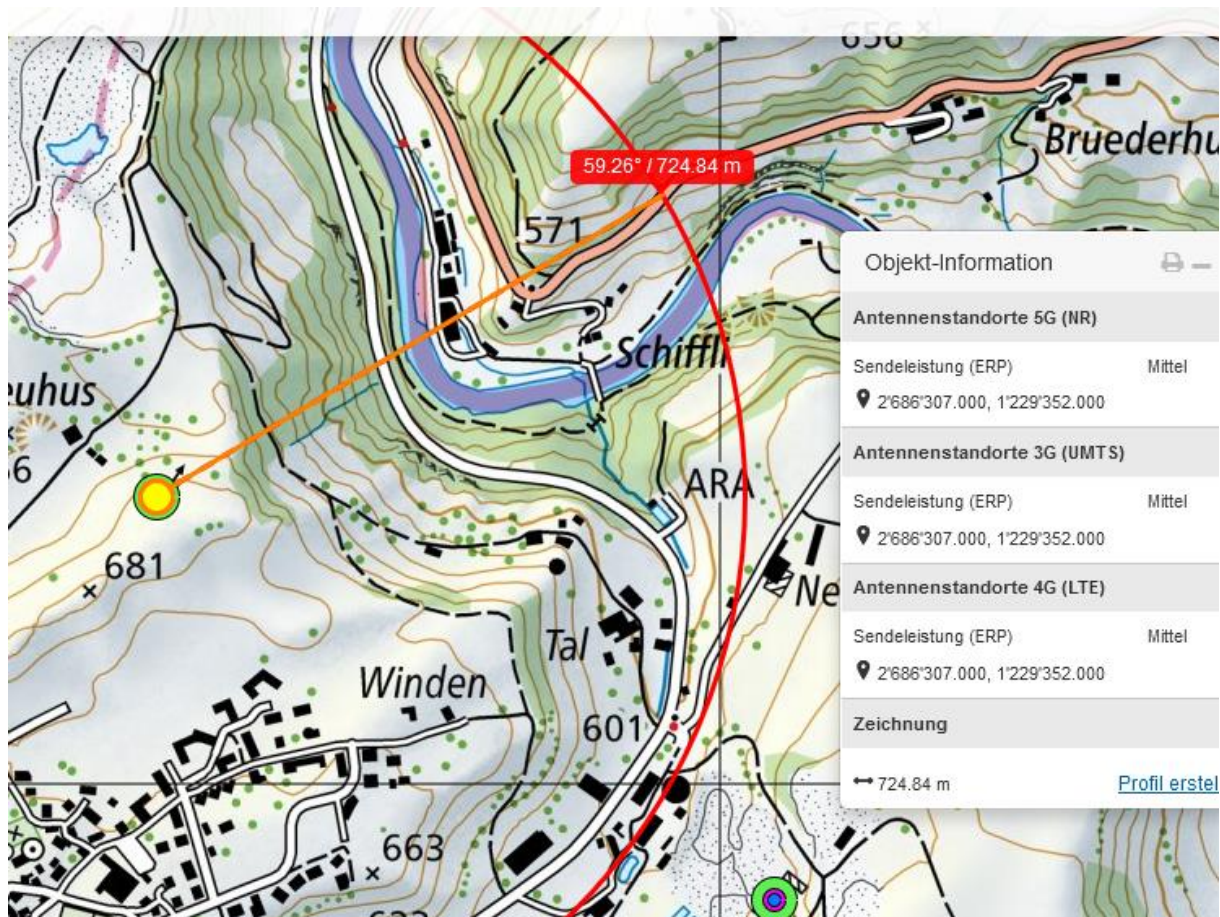 656
Bruederhu
59.26° / 724.84 m
571
Schiffli
euhus
6
681
ARA
Ne
Tal
Winden
601
663
Objekt-Information
Antennenstandorte 5G (NR)
Sendeleistung (ERP) Mittel
2'686'307.000, 1'229'352.000
Antennenstandorte 3G (UMTS)
Sendeleistung (ERP) Mittel
2'686'307.000, 1'229'352.000
Antennenstandorte 4G (LTE)
Sendeleistung (ERP) Mittel
2'686'307.000, 1'229'352.000
Zeichnung
724.84 m Profil erstel